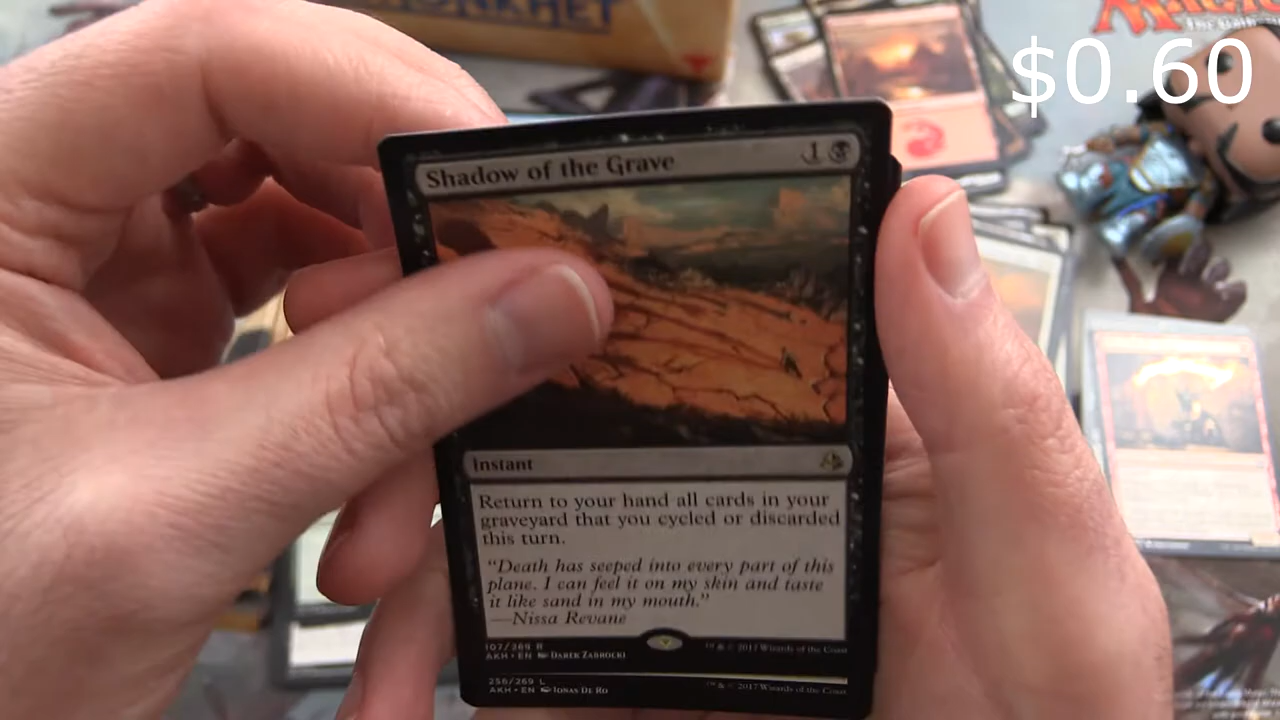 MONKHET
MAGIC
$0.60
Shadow of the Grave 1
Instant
Return to your hand all cards in your
graveyard that you cycled or discarded
this turn.
"Death has seeped into every part of this
plane. I can feel it on my skin and taste
it like sand in my mouth."
—Nissa Revane
107/269 R
AKH • EN DAREK ZABROCKI
™ & © 2017 Wizards of the Coast
256/269 L
AKH • EN JONAS DE RO
™ & © 2017 Wizards of the Coast